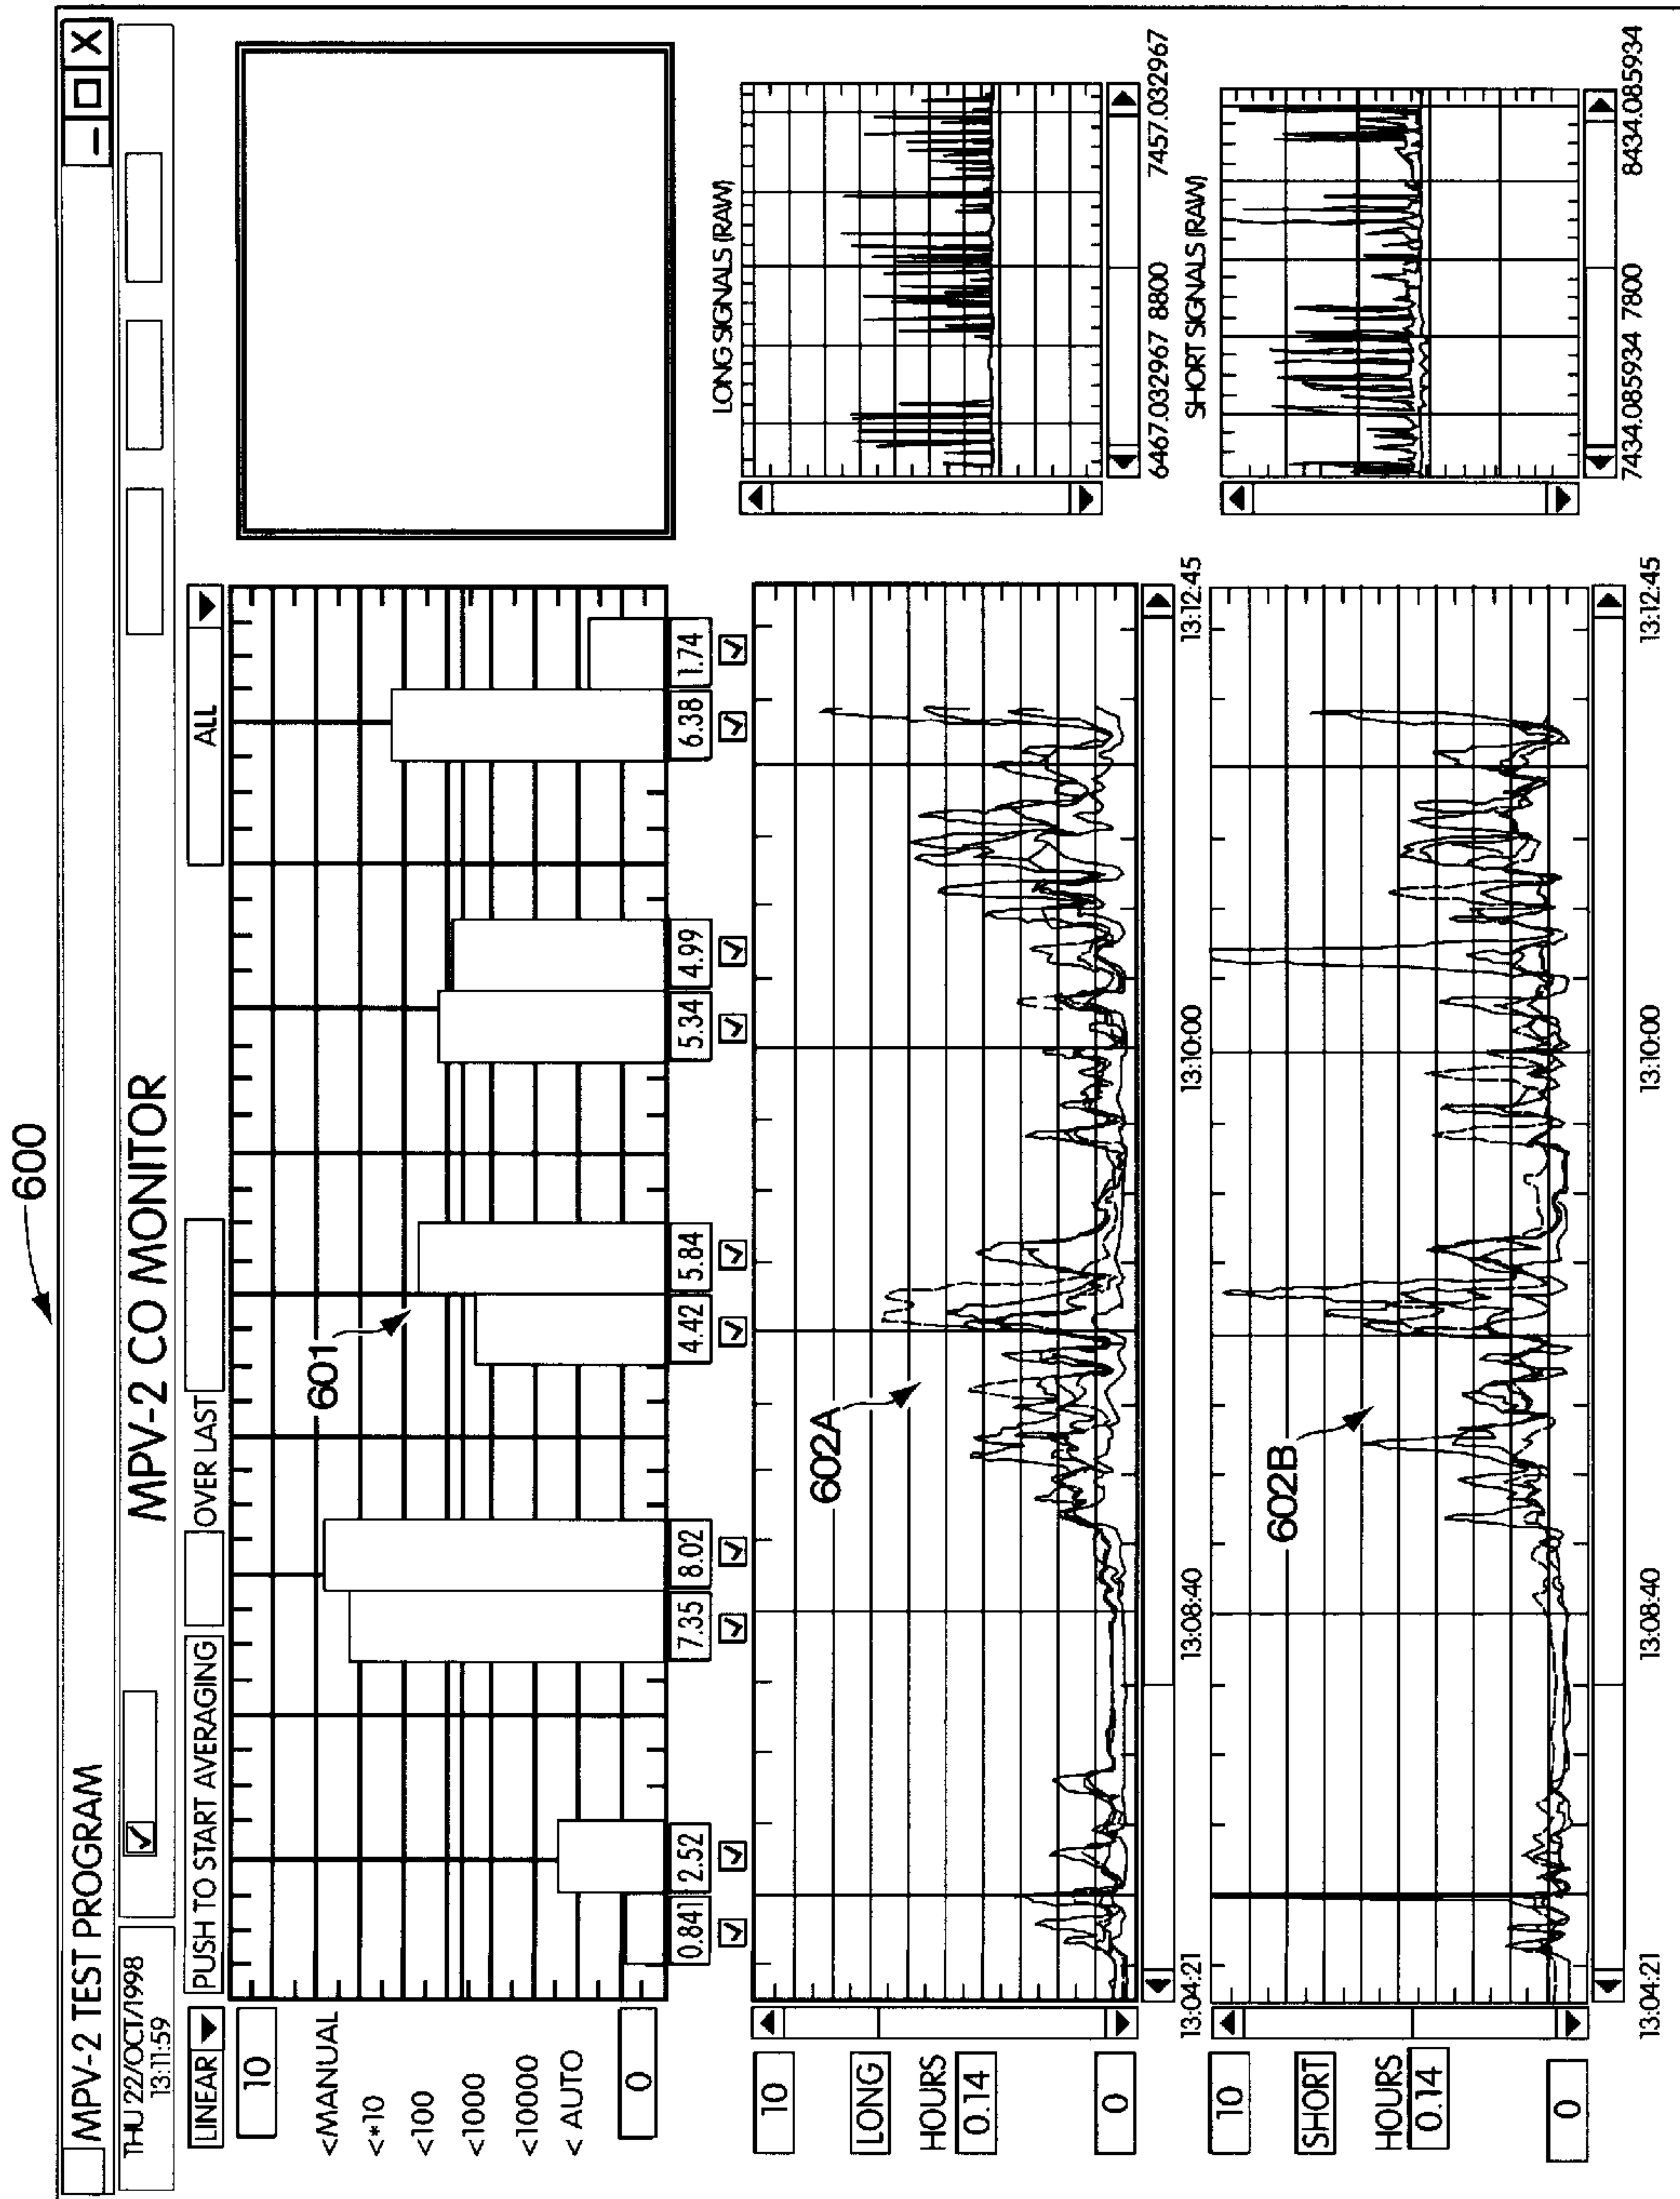 600
MPV-2 TEST PROGRAM
THU 22/OCT/1998
13:11:59
MPV-2 CO MONITOR
LINEAR
PUSH TO START AVERAGING
OVER LAST
ALL
10
<MANUAL
<*10
<100
<1000
<10000
< AUTO
0
601
0.841 2.52 7.35 8.02 4.42 5.84 5.34 4.99 6.38 1.74
10
LONG
HOURS
0.14
0
602A
13:04:21 13:08:40 13:10:00 13:12:45
LONG SIGNALS (RAW)
6467.032967 8800 7457.032967
10
SHORT
HOURS
0.14
0
602B
13:04:21 13:08:40 13:10:00 13:12:45
SHORT SIGNALS (RAW)
7434.085934 7800 8434.085934